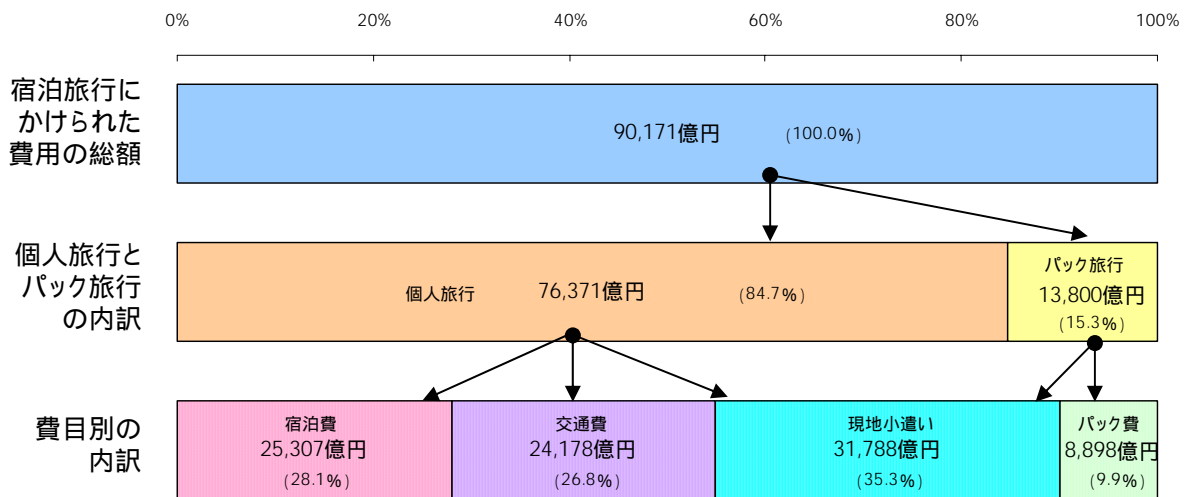 0% 20% 40% 60% 80% 100%
宿泊旅行に
かけられた
費用の総額
90,171億円 (100.0%)
個人旅行と
パック旅行
の内訳
個人旅行 76,371億円 (84.7%)
パック旅行
13,800億円
(15.3%)
費目別の
内訳
宿泊費
25,307億円
(28.1%)
交通費
24,178億円
(26.8%)
現地小遣い
31,788億円
(35.3%)
パック費
8,898億円
(9.9%)